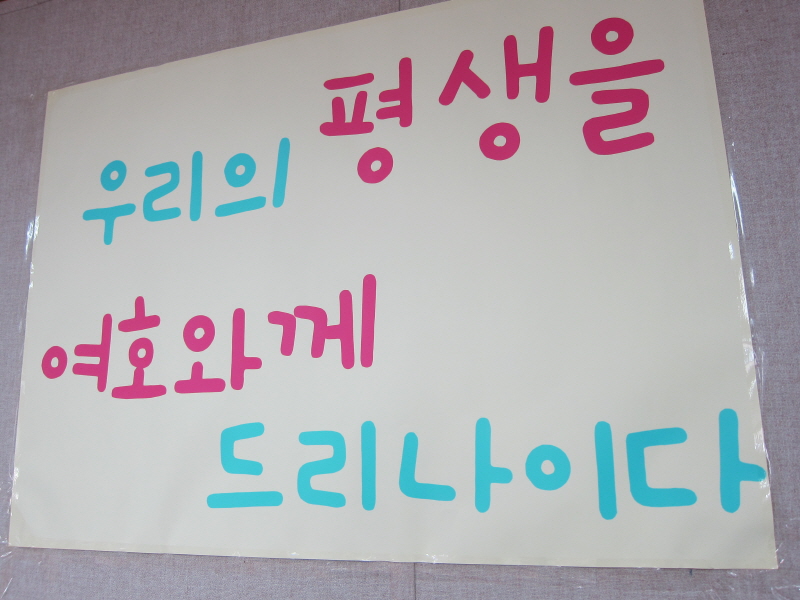 우리의 평생을
여호와께
드리나이다